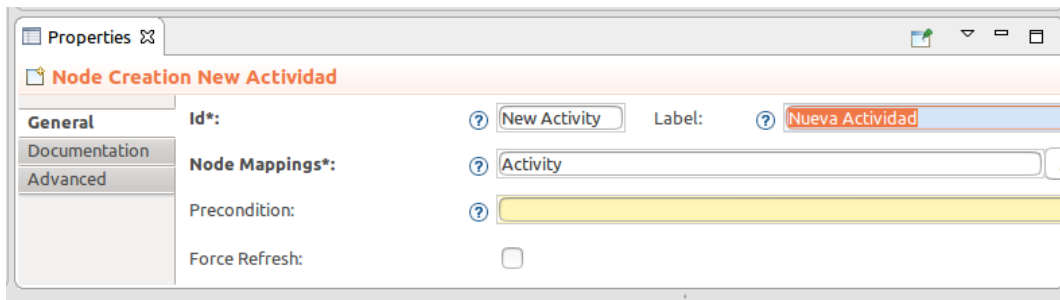 Properties
Node Creation New Actividad
General
Id*:
New Activity
Label:
Nueva Actividad
Documentation
Node Mappings*:
Activity
Advanced
Precondition:
Force Refresh: